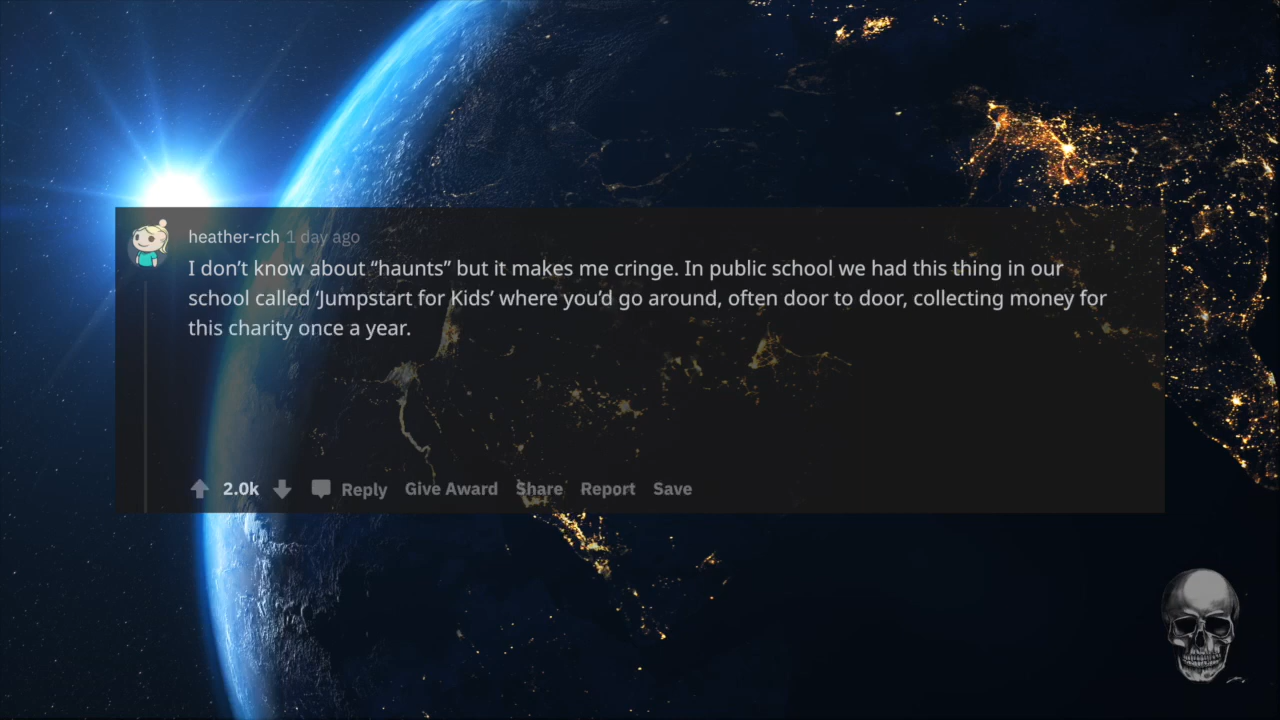 heather-rch 1 day ago
I don’t know about “haunts” but it makes me cringe. In public school we had this thing in our
school called ‘Jumpstart for Kids’ where you’d go around, often door to door, collecting money for
this charity once a year.
2.0k Reply Give Award Share Report Save